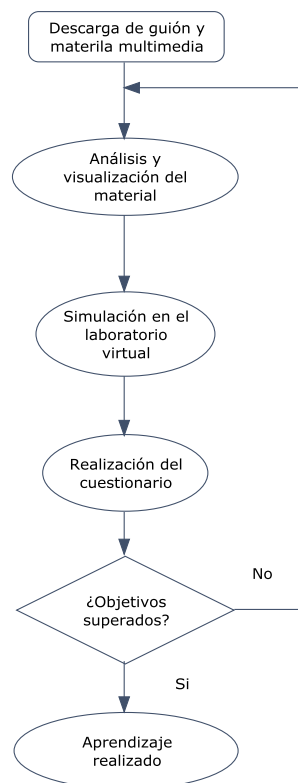 Descarga de guión y
materila multimedia
Análisis y
visualización del
material
Simulación en el
laboratorio
virtual
Realización del
cuestionario
No
¿Objetivos
superados?
Si
Aprendizaje
realizado